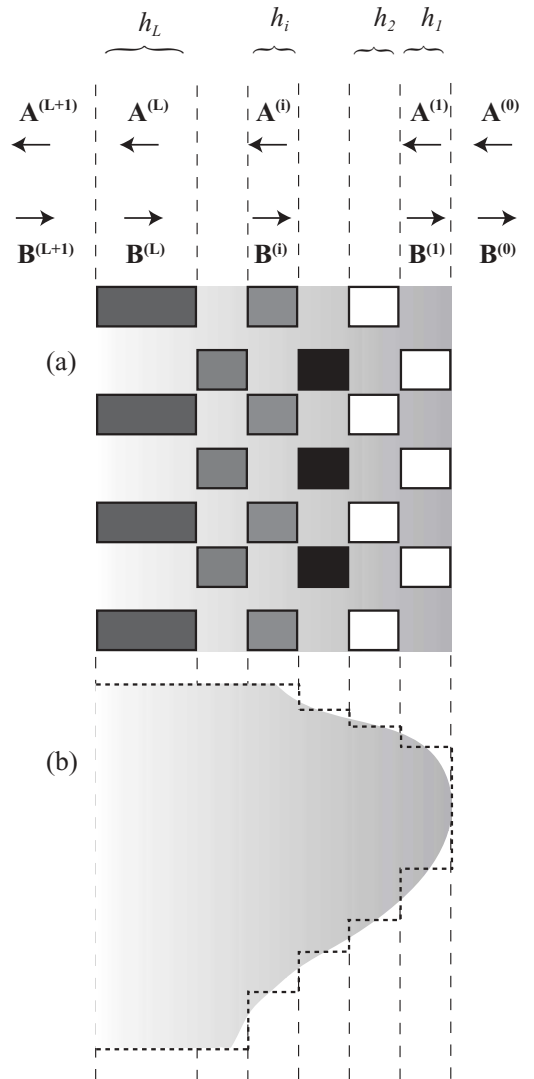 h_L h_i h_2 h_1
A^(L+1) A^(L) A^(i) A^(1) A^(0)
B^(L+1) B^(L) B^(i) B^(1) B^(0)
(a)
(b)